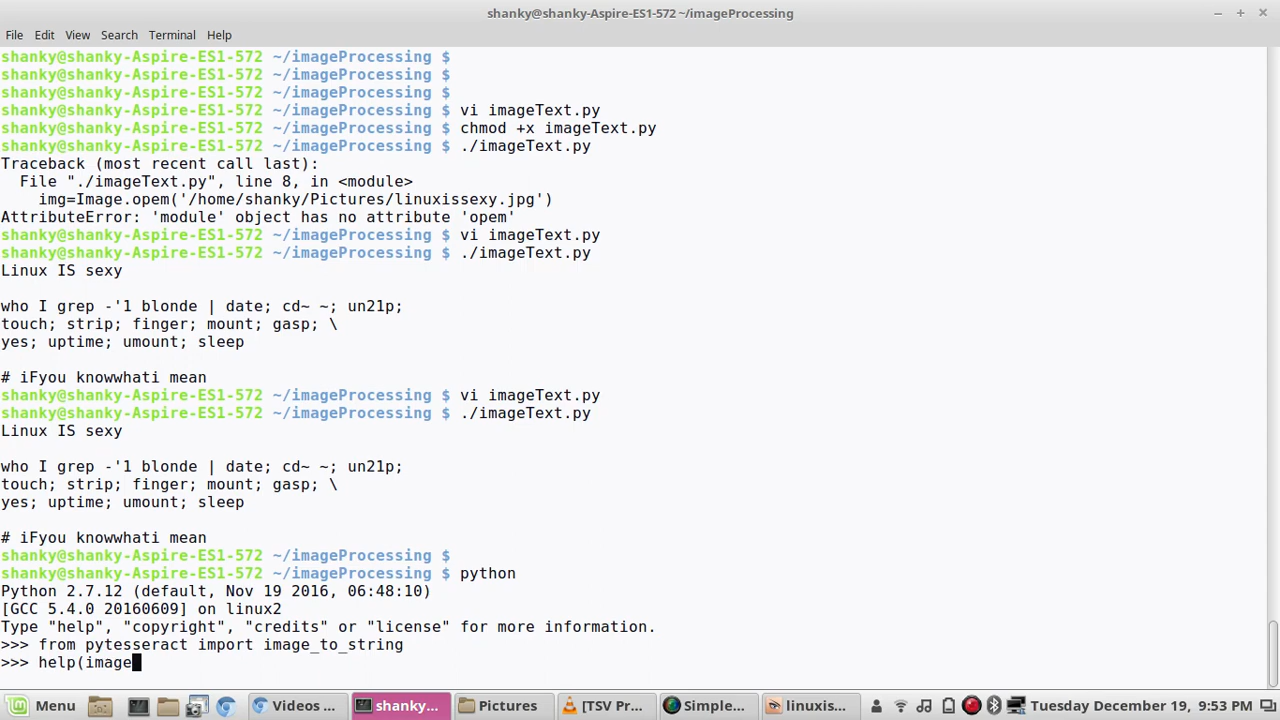 shanky@shanky-Aspire-ES1-572 ~/imageProcessing
File Edit View Search Terminal Help
shanky@shanky-Aspire-ES1-572 ~/imageProcessing $
shanky@shanky-Aspire-ES1-572 ~/imageProcessing $
shanky@shanky-Aspire-ES1-572 ~/imageProcessing $
shanky@shanky-Aspire-ES1-572 ~/imageProcessing $ vi imageText.py
shanky@shanky-Aspire-ES1-572 ~/imageProcessing $ chmod +x imageText.py
shanky@shanky-Aspire-ES1-572 ~/imageProcessing $ ./imageText.py
Traceback (most recent call last):
  File "./imageText.py", line 8, in <module>
    img=Image.opem('/home/shanky/Pictures/linuxissexy.jpg')
AttributeError: 'module' object has no attribute 'opem'
shanky@shanky-Aspire-ES1-572 ~/imageProcessing $ vi imageText.py
shanky@shanky-Aspire-ES1-572 ~/imageProcessing $ ./imageText.py
Linux IS sexy
who I grep -'1 blonde | date; cd~ ~; un21p;
touch; strip; finger; mount; gasp; \
yes; uptime; umount; sleep
# iFyou knowwhati mean
shanky@shanky-Aspire-ES1-572 ~/imageProcessing $ vi imageText.py
shanky@shanky-Aspire-ES1-572 ~/imageProcessing $ ./imageText.py
Linux IS sexy
who I grep -'1 blonde | date; cd~ ~; un21p;
touch; strip; finger; mount; gasp; \
yes; uptime; umount; sleep
# iFyou knowwhati mean
shanky@shanky-Aspire-ES1-572 ~/imageProcessing $
shanky@shanky-Aspire-ES1-572 ~/imageProcessing $ python
Python 2.7.12 (default, Nov 19 2016, 06:48:10)
[GCC 5.4.0 20160609] on linux2
Type "help", "copyright", "credits" or "license" for more information.
>>> from pytesseract import image_to_string
>>> help(image
Menu Videos ... shanky... Pictures [TSV Pr... Simple... linuxis... Tuesday December 19, 9:53 PM